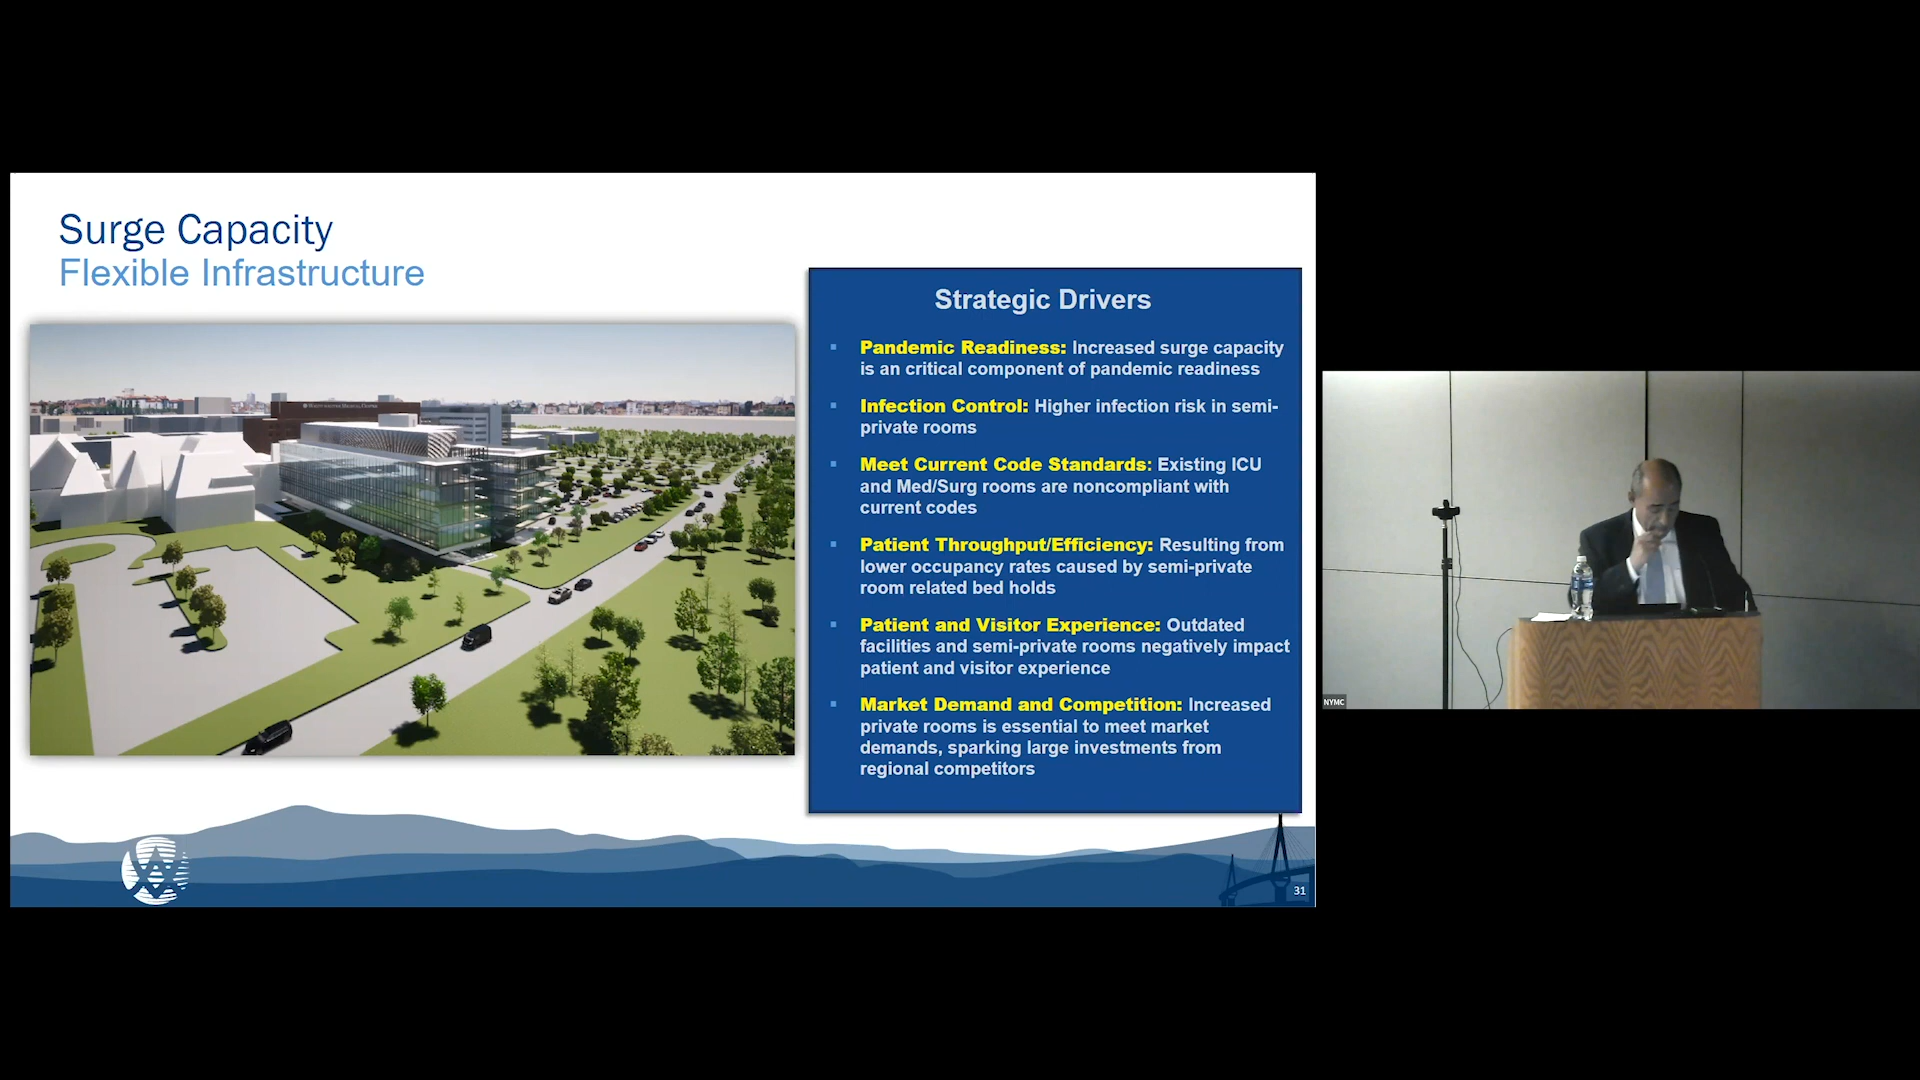 Surge Capacity
Flexible Infrastructure
Strategic Drivers
Pandemic Readiness: Increased surge capacity
is an critical component of pandemic readiness
Infection Control: Higher infection risk in semi-
private rooms
Meet Current Code Standards: Existing ICU
and Med/Surg rooms are noncompliant with
current codes
Patient Throughput/Efficiency: Resulting from
lower occupancy rates caused by semi-private
room related bed holds
Patient and Visitor Experience: Outdated
facilities and semi-private rooms negatively impact
patient and visitor experience
Market Demand and Competition: Increased
private rooms is essential to meet market
demands, sparking large investments from
regional competitors
31
NYMC